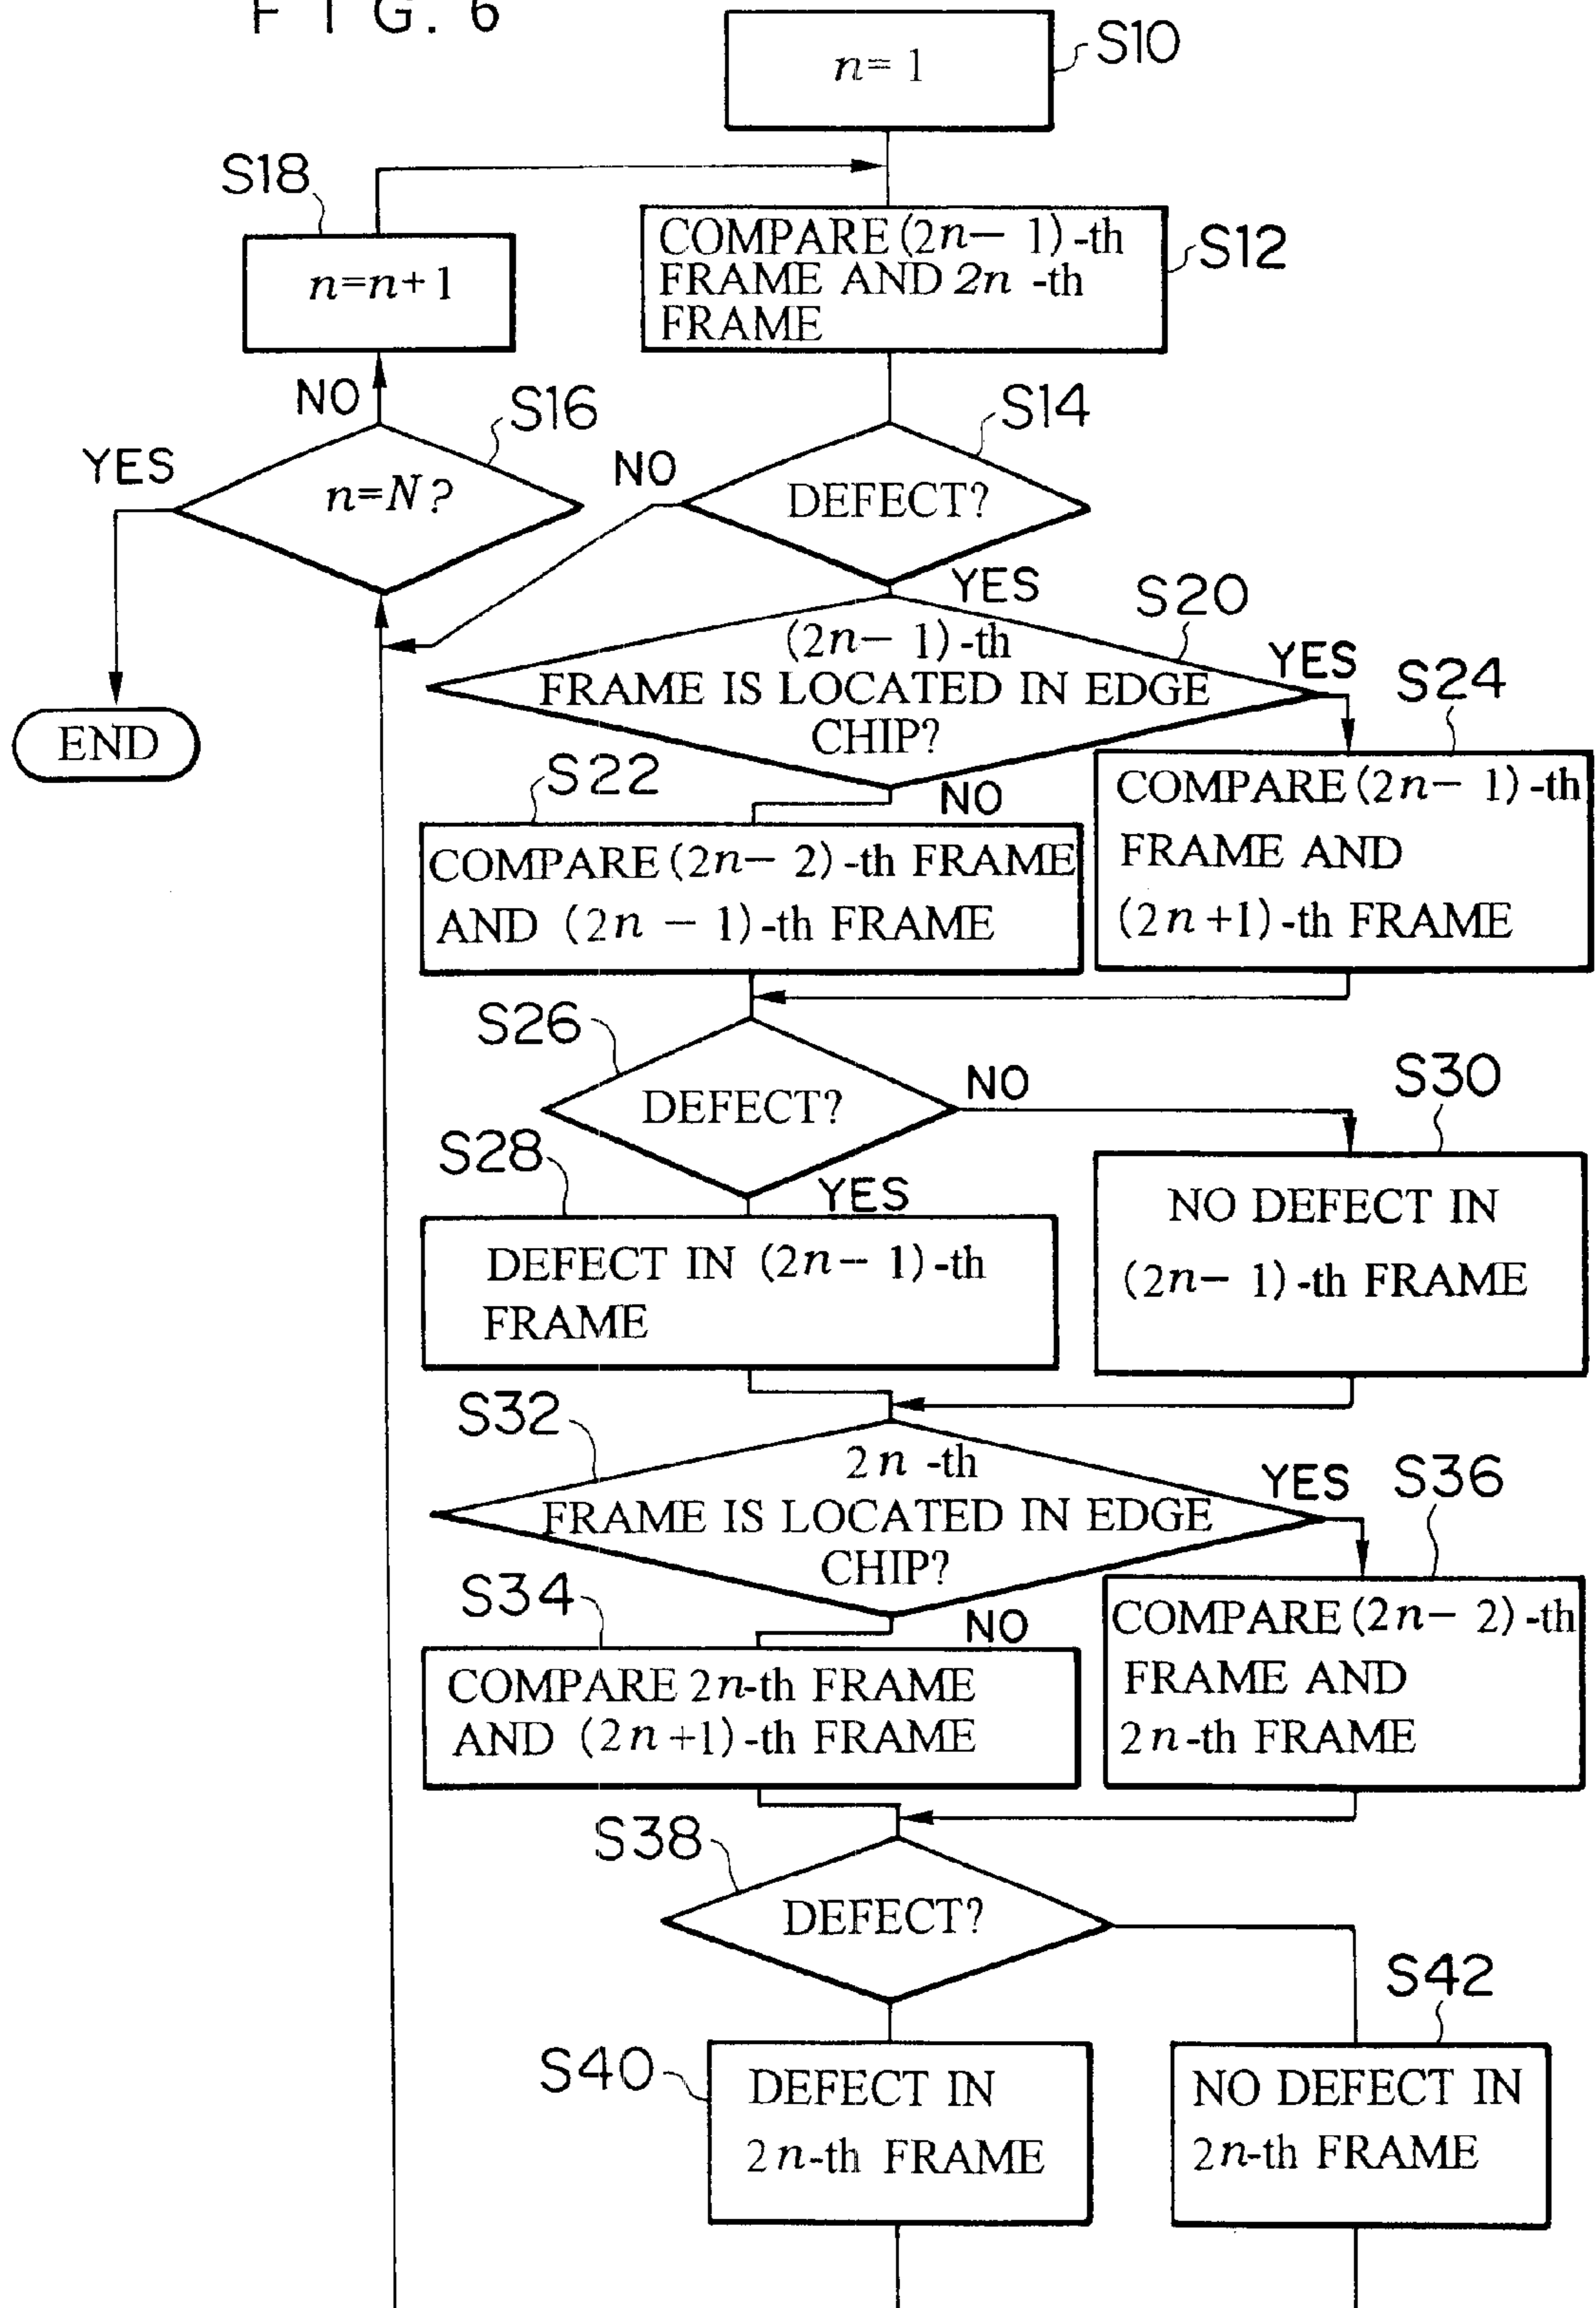 FIG. 6
n=1
S10
S18
n=n+1
COMPARE (2n-1)-th
FRAME AND 2n-th
FRAME
S12
NO
S16
YES
n=N?
S14
NO
DEFECT?
YES
END
S20
(2n-1)-th
FRAME IS LOCATED IN EDGE
CHIP?
YES
NO
S24
COMPARE (2n-1)-th
FRAME AND
(2n+1)-th FRAME
S22
COMPARE (2n-2)-th FRAME
AND (2n-1)-th FRAME
S26
DEFECT?
NO
YES
S30
NO DEFECT IN
(2n-1)-th FRAME
S28
DEFECT IN (2n-1)-th
FRAME
S32
2n-th
FRAME IS LOCATED IN EDGE
CHIP?
YES
NO
S36
COMPARE (2n-2)-th
FRAME AND
2n-th FRAME
S34
COMPARE 2n-th FRAME
AND (2n+1)-th FRAME
S38
DEFECT?
S40
DEFECT IN
2n-th FRAME
S42
NO DEFECT IN
2n-th FRAME